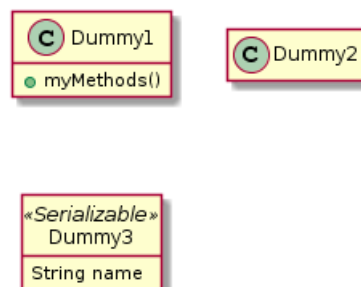 C Dummy1
myMethods()
C Dummy2
«Serializable»
Dummy3
String name